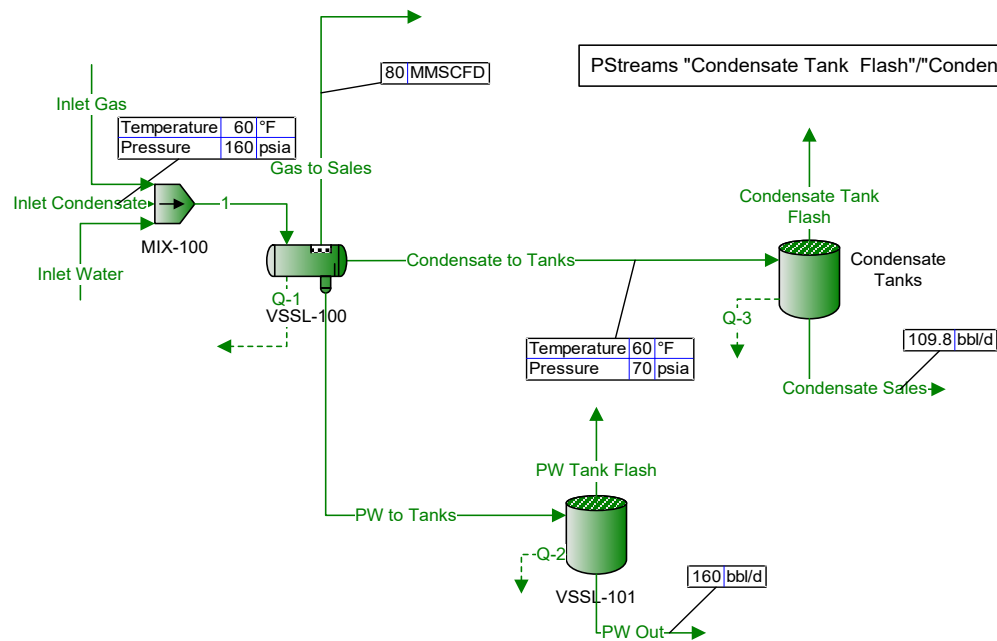 80 MMSCFD
PStreams "Condensate Tank  Flash"/"Conden
Inlet Gas
Temperature 60 °F
Pressure 160 psia
Gas to Sales
Inlet Condensate
1
MIX-100
Inlet Water
Condensate to Tanks
Q-1
VSSL-100
Condensate Tank
Flash
Condensate
Tanks
Q-3
Temperature 60 °F
Pressure 70 psia
109.8 bbl/d
Condensate Sales
PW Tank Flash
PW to Tanks
Q-2
VSSL-101
160 bbl/d
PW Out